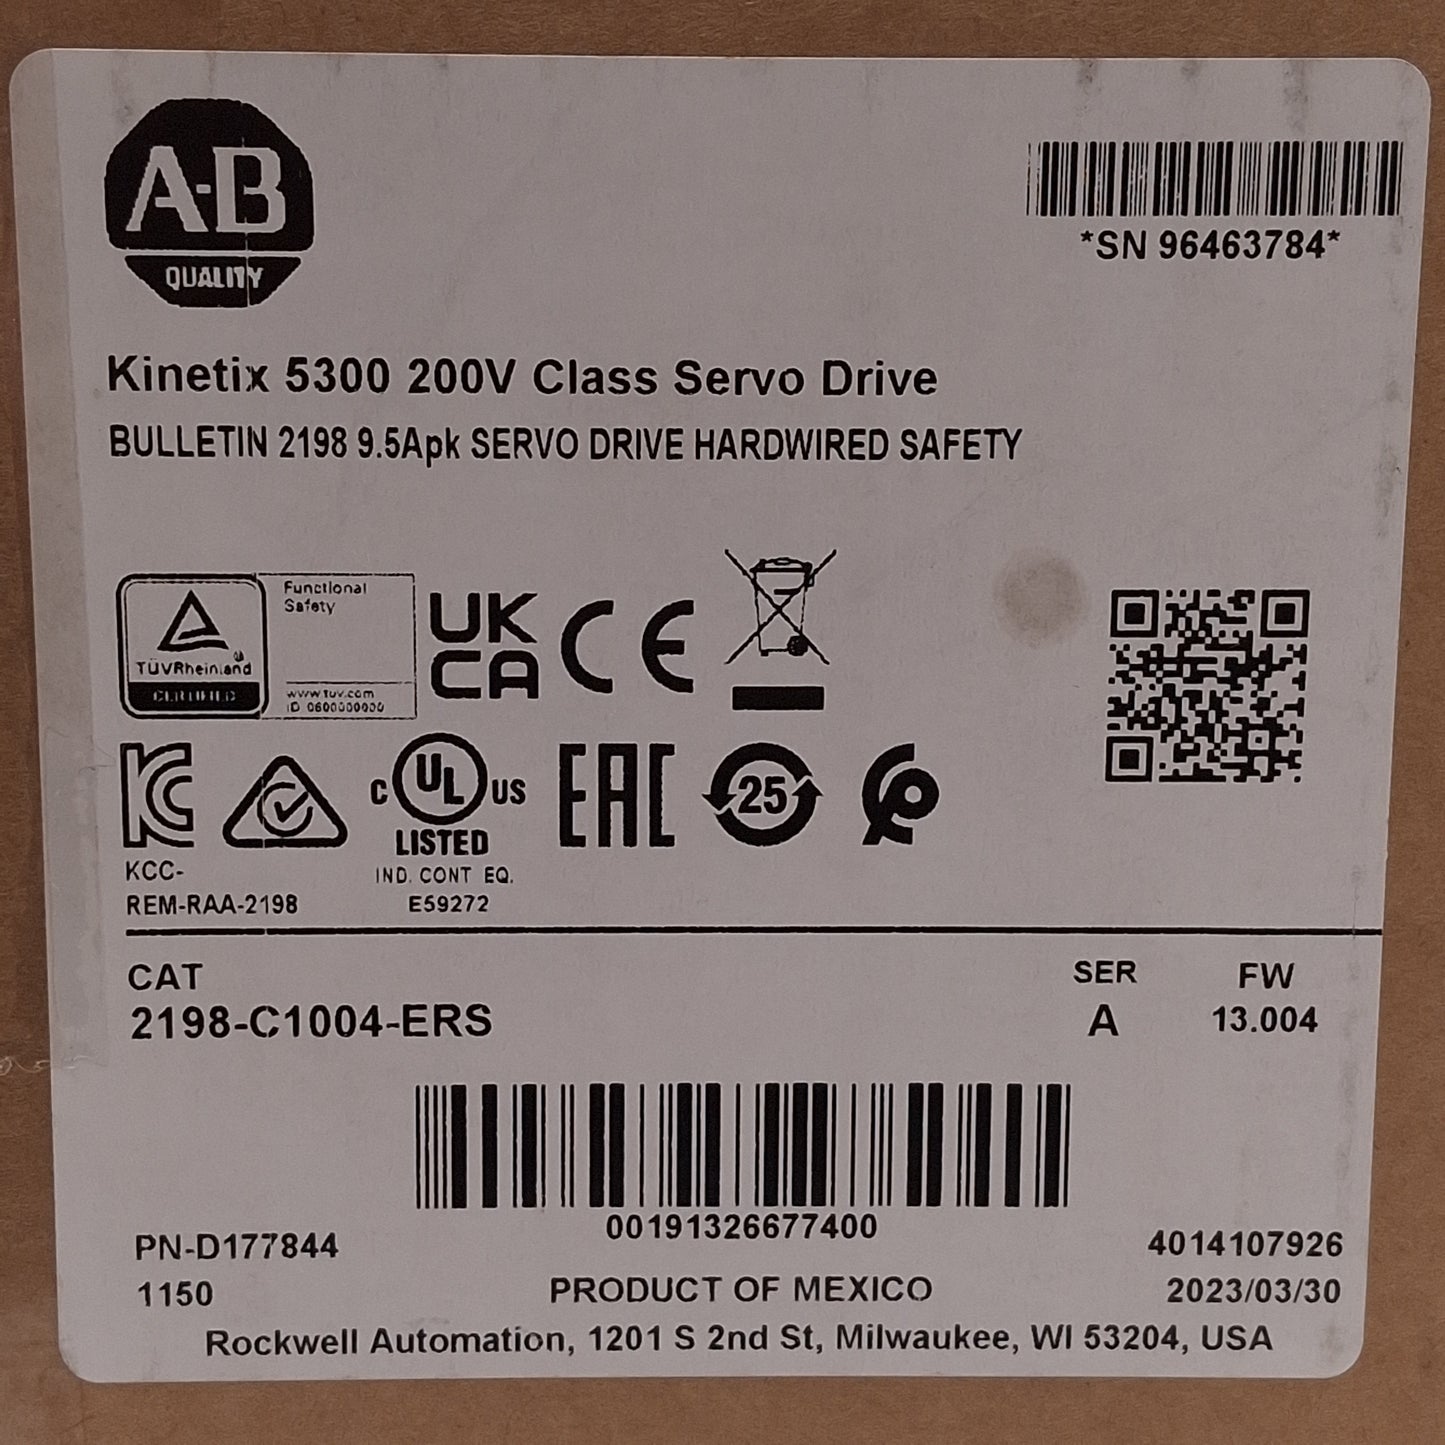 A-B
QUALITY
*SN 96463784*
Kinetix 5300 200V Class Servo Drive
BULLETIN 2198 9.5Apk SERVO DRIVE HARDWIRED SAFETY
Functional
Safety
TÜVRheinland
CERTIFIED
www.tuv.com
ID 0600000000
UK
CA
CE
KC
C UL US
LISTED
EAC
25
KCC-
REM-RAA-2198
IND. CONT EQ.
E59272
CAT
2198-C1004-ERS
SER
A
FW
13.004
00191326677400
PN-D177844
1150
PRODUCT OF MEXICO
4014107926
2023/03/30
Rockwell Automation, 1201 S 2nd St, Milwaukee, WI 53204, USA